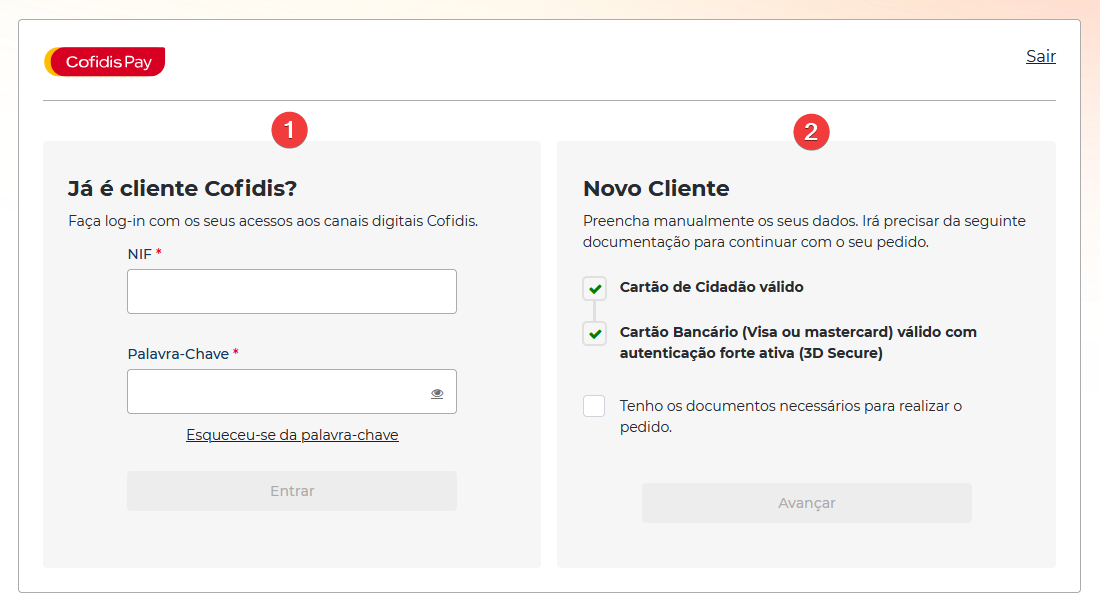 Cofidis Pay
Sair
1
Já é cliente Cofidis?
Faça log-in com os seus acessos aos canais digitais Cofidis.
NIF *
Palavra-Chave *
Esqueceu-se da palavra-chave
Entrar
2
Novo Cliente
Preencha manualmente os seus dados. Irá precisar da seguinte
documentação para continuar com o seu pedido.
Cartão de Cidadão válido
Cartão Bancário (Visa ou mastercard) válido com
autenticação forte ativa (3D Secure)
Tenho os documentos necessários para realizar o
pedido.
Avançar